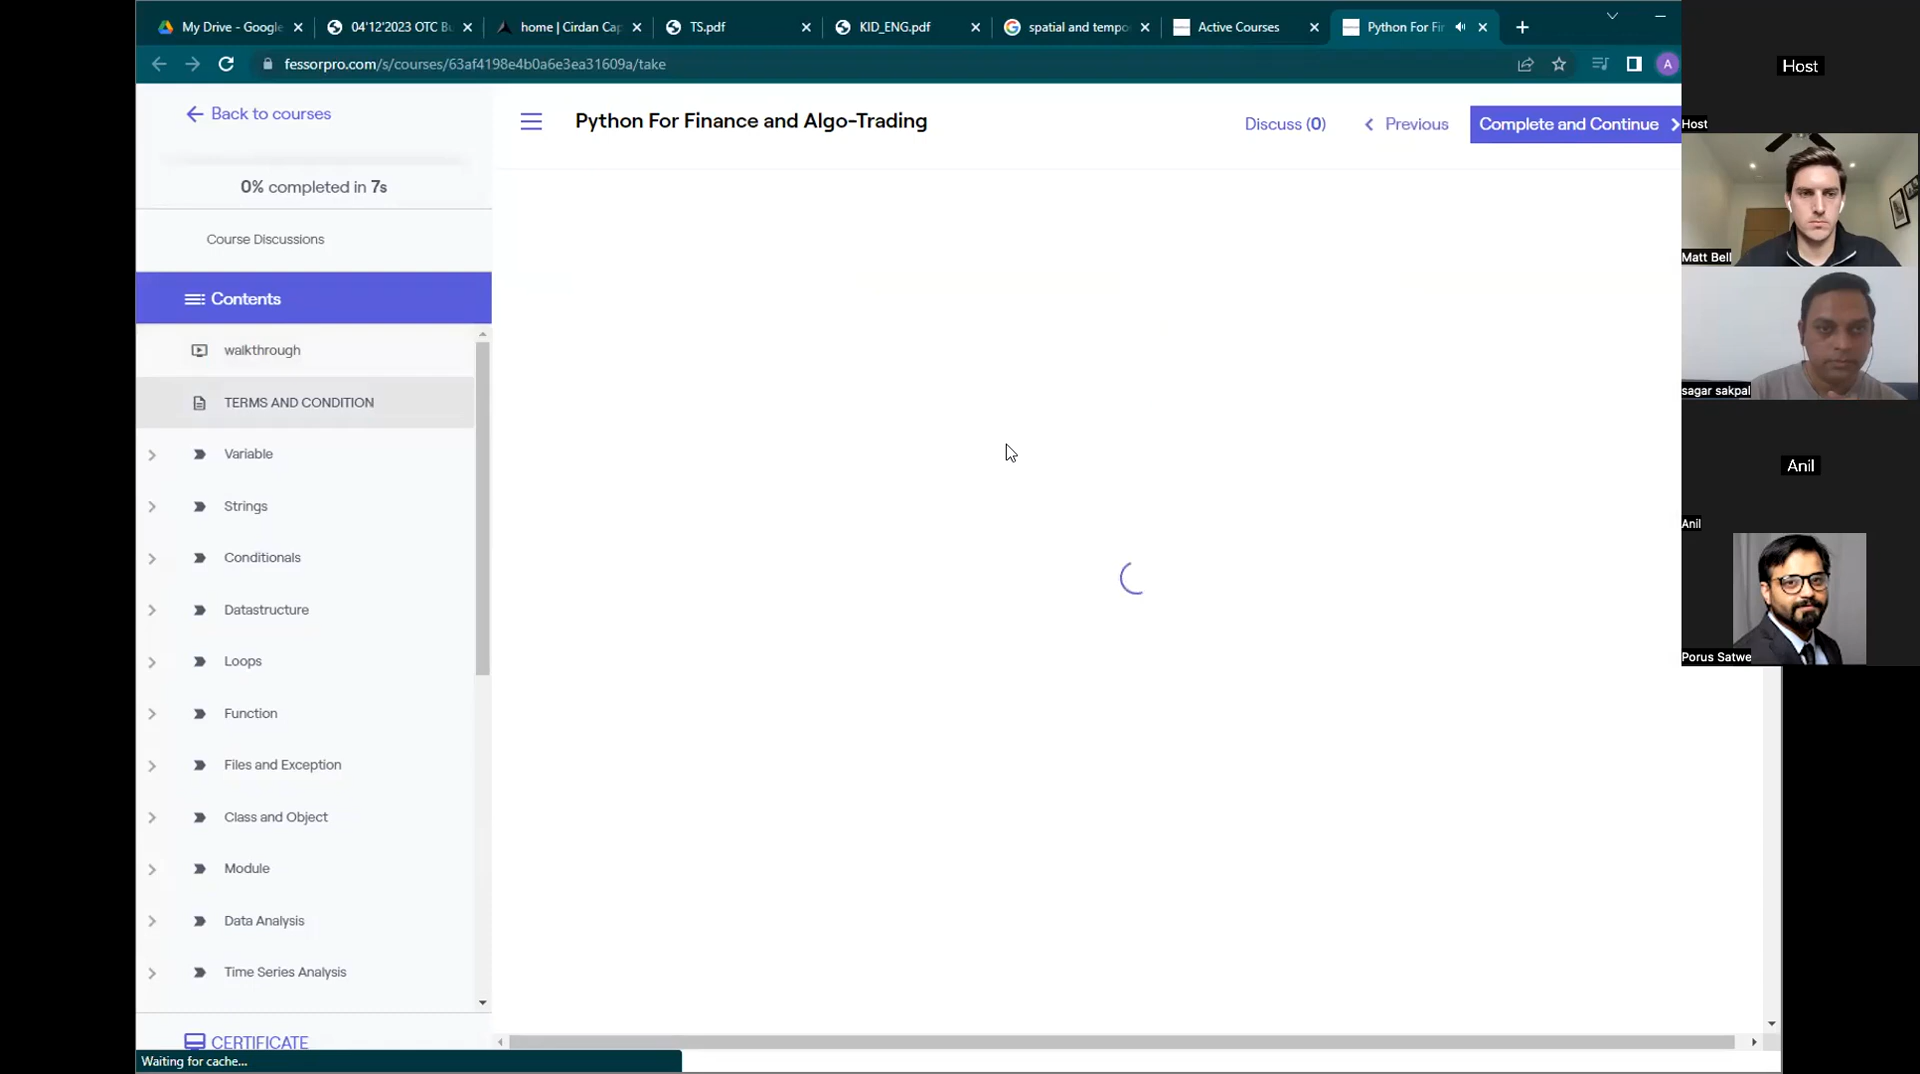 My Drive - Google
04'12'2023 OTC Bu
home | Cirdan Cap
TS.pdf
KID_ENG.pdf
spatial and tempo
Active Courses
Python For Fin
fessorpro.com/s/courses/63af4198e4b0a6e3ea31609a/take
A
Back to courses
0% completed in 7s
Course Discussions
Contents
walkthrough
TERMS AND CONDITION
Variable
Strings
Conditionals
Datastructure
Loops
Function
Files and Exception
Class and Object
Module
Data Analysis
Time Series Analysis
CERTIFICATE
Waiting for cache...
Python For Finance and Algo-Trading
Discuss (0)
Previous
Complete and Continue
Host
Host
Matt Bell
sagar sakpal
Anil
Anil
Porus Satwe